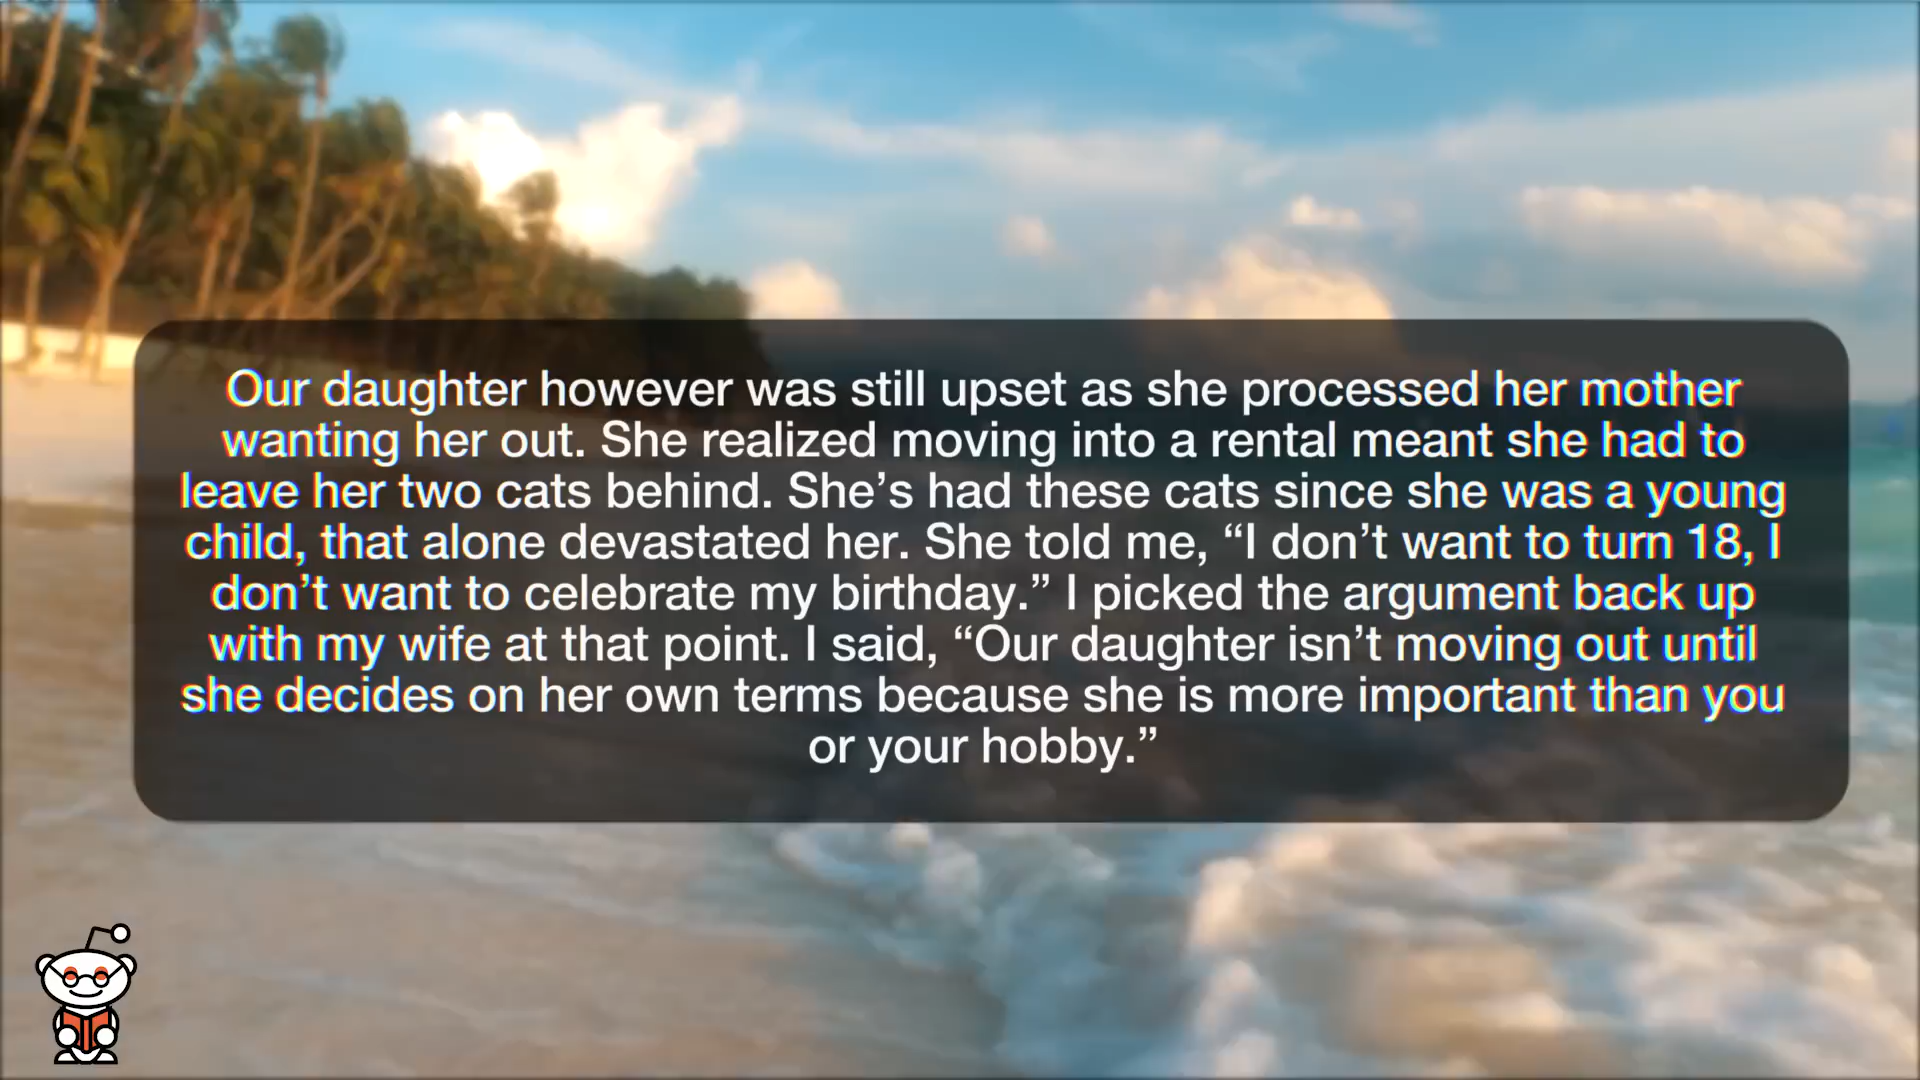 Our daughter however was still upset as she processed her mother
wanting her out. She realized moving into a rental meant she had to
leave her two cats behind. She’s had these cats since she was a young
child, that alone devastated her. She told me, “I don’t want to turn 18, I
don’t want to celebrate my birthday.” I picked the argument back up
with my wife at that point. I said, “Our daughter isn’t moving out until
she decides on her own terms because she is more important than you
or your hobby.”